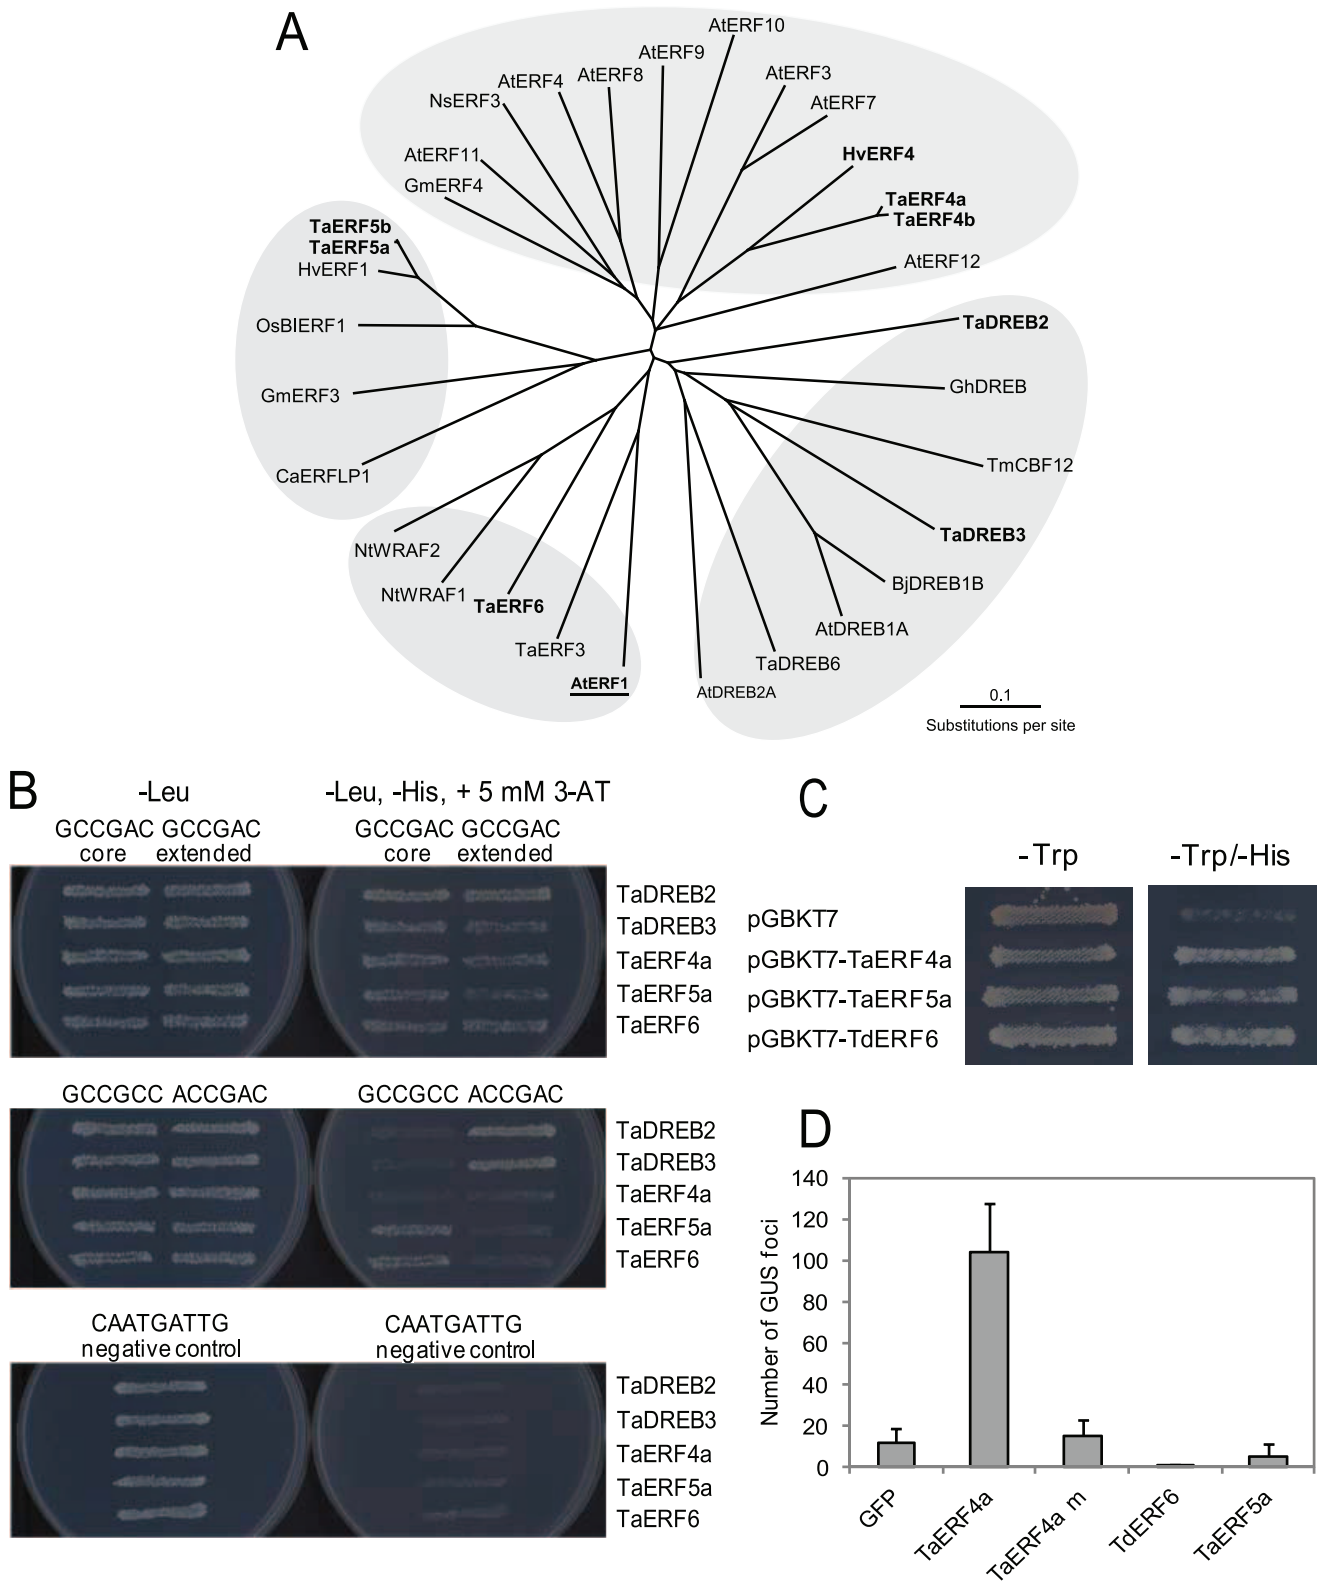 A
AtERF10
AtERF9
AtERF3
AtERF8
AtERF4
NsERF3
AtERF7
HvERF4
AtERF11
GmERF4
TaERF4a
TaERF4b
TaERF5b
TaERF5a
HvERF1
AtERF12
OsBIERF1
TaDREB2
GmERF3
GhDREB
CaERFLP1
TmCBF12
TaDREB3
NtWRAF2
BjDREB1B
NtWRAF1
TaERF6
AtDREB1A
TaERF3
TaDREB6
AtERF1
AtDREB2A
0.1
Substitutions per site
B
-Leu
-Leu, -His, + 5 mM 3-AT
GCCGAC GCCGAC
core extended
GCCGAC GCCGAC
core extended
TaDREB2
TaDREB3
TaERF4a
TaERF5a
TaERF6
GCCGCC ACCGAC
GCCGCC ACCGAC
TaDREB2
TaDREB3
TaERF4a
TaERF5a
TaERF6
CAATGATTG
negative control
CAATGATTG
negative control
TaDREB2
TaDREB3
TaERF4a
TaERF5a
TaERF6
C
-Trp
-Trp/-His
pGBKT7
pGBKT7-TaERF4a
pGBKT7-TaERF5a
pGBKT7-TdERF6
D
Number of GUS foci
140
120
100
80
60
40
20
0
GFP
TaERF4a
TaERF4a m
TdERF6
TaERF5a